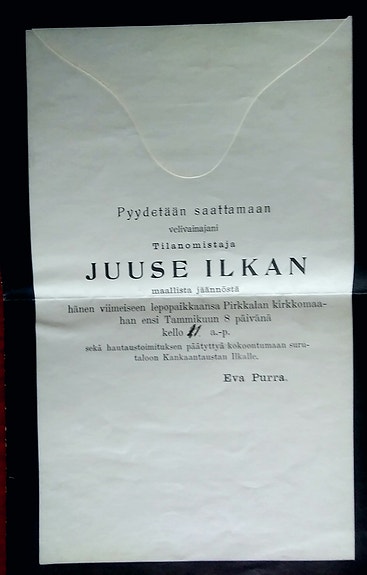 Pyydetään saattamaan
velivainajani
Tilanomistaja
JUUSE ILKAN
maallista jäännöstä
hänen viimeiseen lepopaikkaansa Pirkkalan kirkkomaa-
han ensi Tammikuun 8 päivänä
kello 11 a.-p.
sekä hautaustoimituksen päätyttyä kokoontumaan suru-
taloon Kankaantaustan Ilkalle.
Eva Purra.